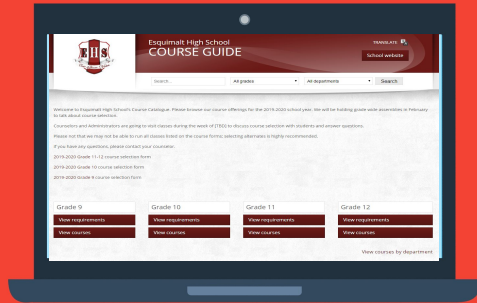 EHS
Esquimalt High School
COURSE GUIDE
TRANSLATE
School website
Search... All grades All departments Search
Welcome to Esquimalt High School's Course Catalogue. Please browse our course offerings for the 2019-2020 school year. We will be holding grade wide assemblies in February
to talk about course selection.
Counselors and Administrators are going to visit classes during the week of [TBD] to discuss course selection with students and answer questions.
Please not that we may not be able to run all classes listed on the course forms; selecting alternates is highly recommended.
If you have any questions, please contact your counselor.
2019-2020 Grade 11-12 course selection form
2019-2020 Grade 10 course selection form
2019-2020 Grade 9 course selection form
Grade 9 Grade 10 Grade 11 Grade 12
View requirements View requirements View requirements View requirements
View courses View courses View courses View courses
View courses by department